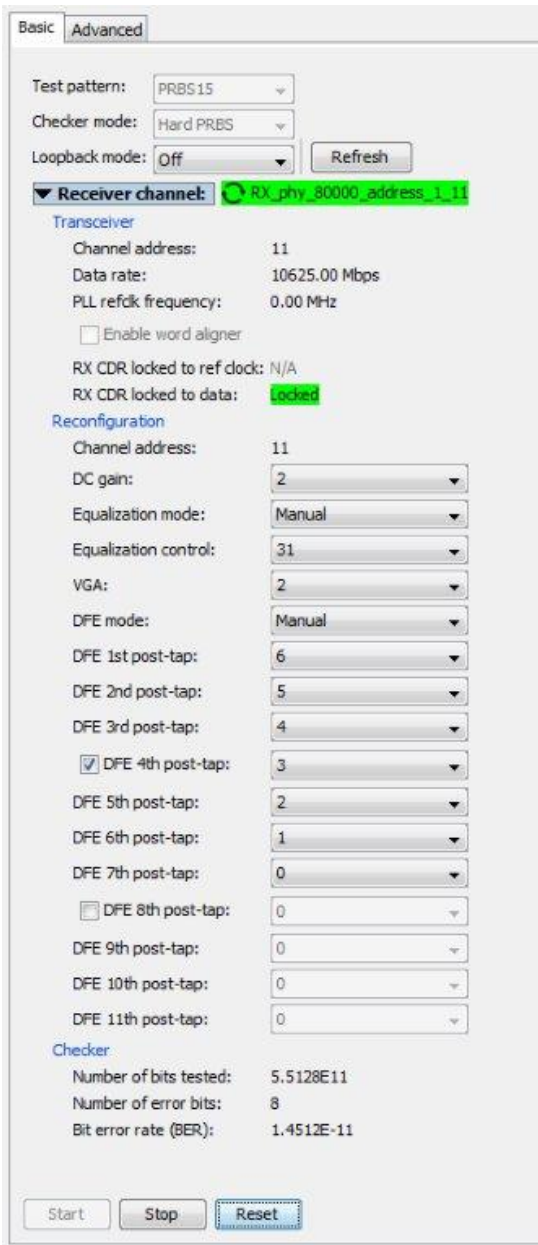 Basic Advanced
Test pattern: PRBS15
Checker mode: Hard PRBS
Loopback mode: Off Refresh
Receiver channel: RX_phy_80000_address_1_11
Transceiver
Channel address: 11
Data rate: 10625.00 Mbps
PLL refclk frequency: 0.00 MHz
Enable word aligner
RX CDR locked to ref clock: N/A
RX CDR locked to data: Locked
Reconfiguration
Channel address: 11
DC gain: 2
Equalization mode: Manual
Equalization control: 31
VGA: 2
DFE mode: Manual
DFE 1st post-tap: 6
DFE 2nd post-tap: 5
DFE 3rd post-tap: 4
DFE 4th post-tap: 3
DFE 5th post-tap: 2
DFE 6th post-tap: 1
DFE 7th post-tap: 0
DFE 8th post-tap: 0
DFE 9th post-tap: 0
DFE 10th post-tap: 0
DFE 11th post-tap: 0
Checker
Number of bits tested: 5.5128E11
Number of error bits: 8
Bit error rate (BER): 1.4512E-11
Start Stop Reset